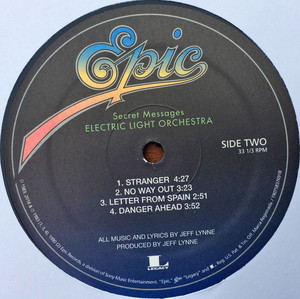 Epic
Secret Messages
ELECTRIC LIGHT ORCHESTRA
SIDE TWO
33 1/3 RPM
1. STRANGER 4:27
2. NO WAY OUT 3:23
3. LETTER FROM SPAIN 2:51
4. DANGER AHEAD 3:52
ALL MUSIC AND LYRICS BY JEFF LYNNE
PRODUCED BY JEFF LYNNE
L
LEGACY